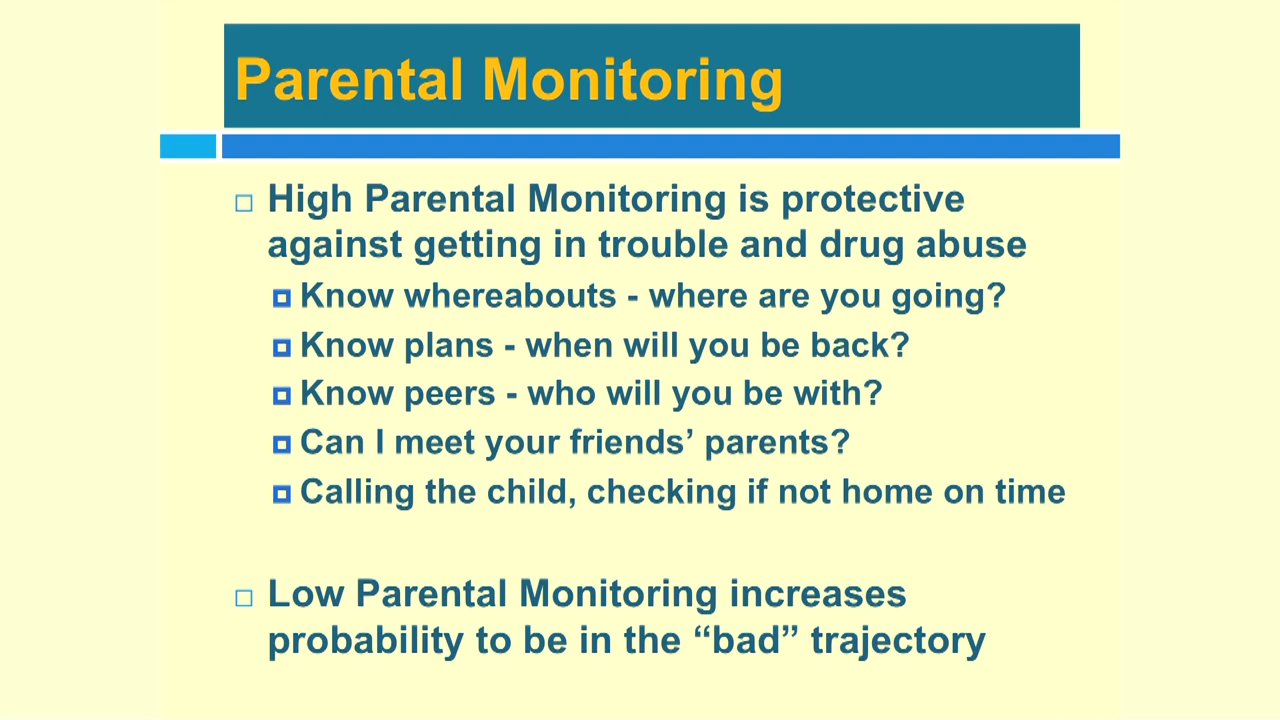 Parental Monitoring
High Parental Monitoring is protective
against getting in trouble and drug abuse
Know whereabouts - where are you going?
Know plans - when will you be back?
Know peers - who will you be with?
Can I meet your friends’ parents?
Calling the child, checking if not home on time
Low Parental Monitoring increases
probability to be in the “bad” trajectory